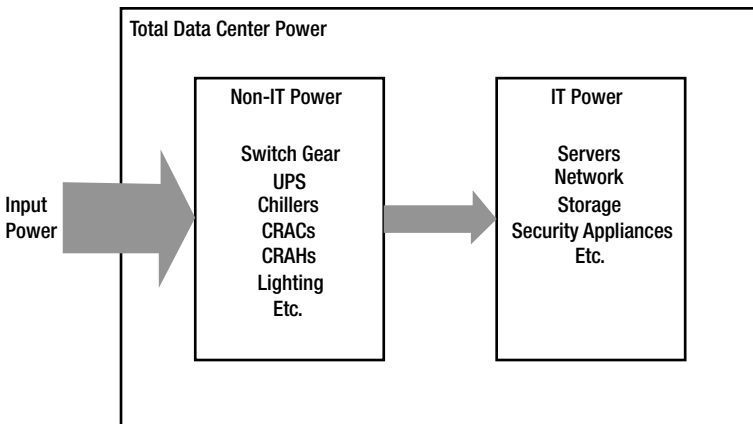 Total Data Center Power
Input
Power
Non-IT Power
Switch Gear
UPS
Chillers
CRACs
CRAHs
Lighting
Etc.
IT Power
Servers
Network
Storage
Security Appliances
Etc.